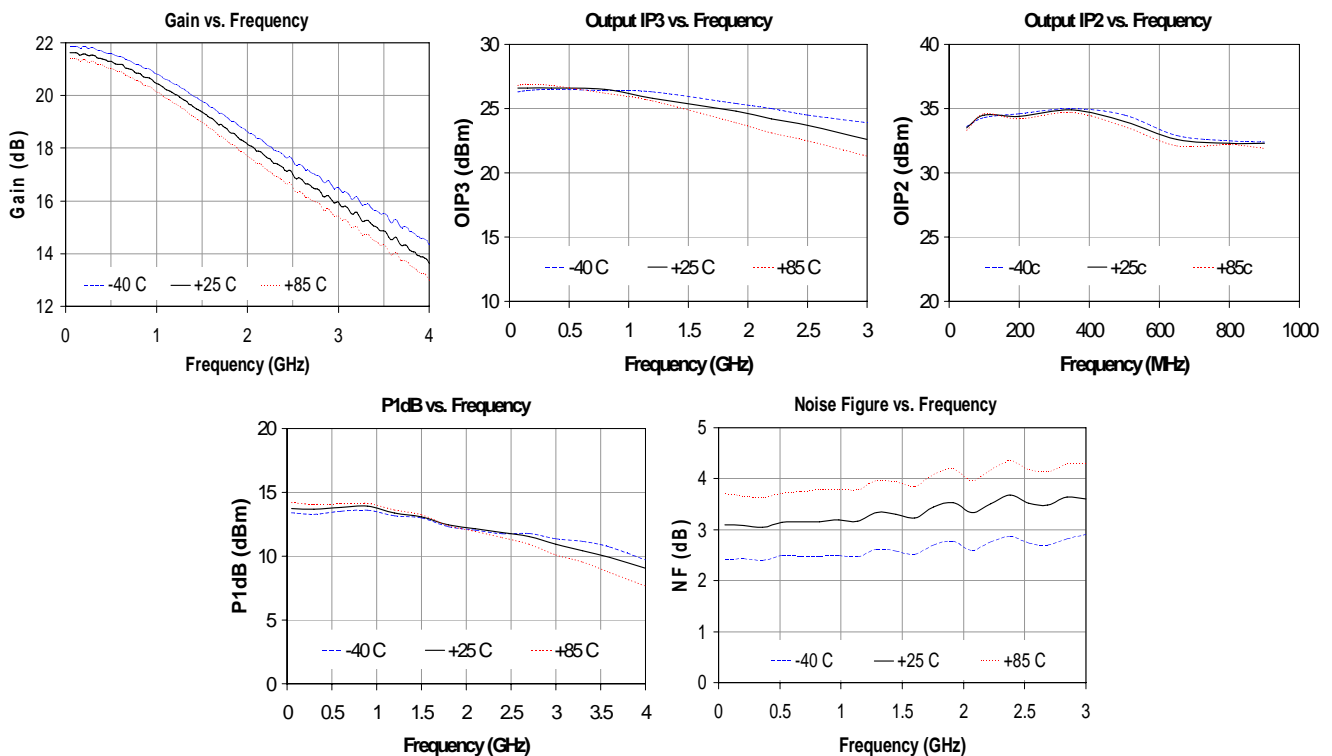 Gain vs. Frequency
22
20
18
16
14
12
Gain (dB)
-40 C +25 C +85 C
0 1 2 3 4
Frequency (GHz)
Output IP3 vs. Frequency
30
25
20
15
10
OIP3 (dBm)
-40 C +25 C +85 C
0 0.5 1 1.5 2 2.5 3
Frequency (GHz)
Output IP2 vs. Frequency
40
35
30
25
20
OIP2 (dBm)
-40c +25c +85c
0 200 400 600 800 1000
Frequency (MHz)
P1dB vs. Frequency
20
15
10
5
0
P1dB (dBm)
-40 C +25 C +85 C
0 0.5 1 1.5 2 2.5 3 3.5 4
Frequency (GHz)
Noise Figure vs. Frequency
5
4
3
2
1
0
NF (dB)
-40 C +25 C +85 C
0 0.5 1 1.5 2 2.5 3
Frequency (GHz)